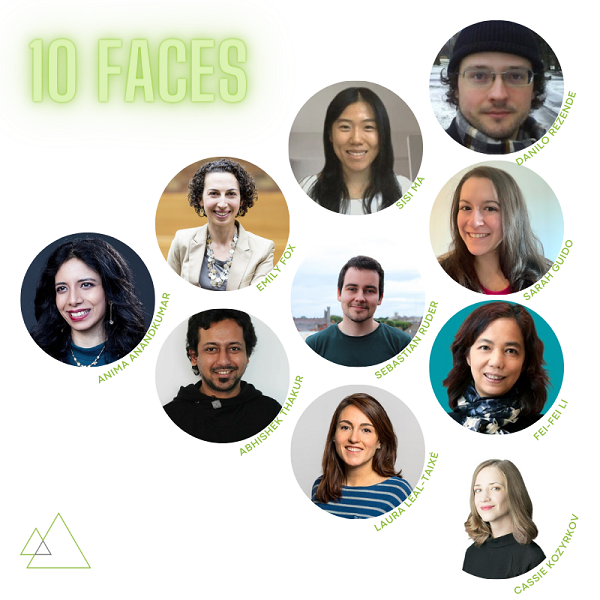 10 FACES
DANILO REZENDE
SISI MA
EMILY FOX
SARAH GUIDO
ANIMA ANANDKUMAR
SEBASTIAN RUDER
ABHISHEK THAKUR
FEI-FEI LI
LAURA LEAL-TAIXÉ
CASSIE KOZYRKOV